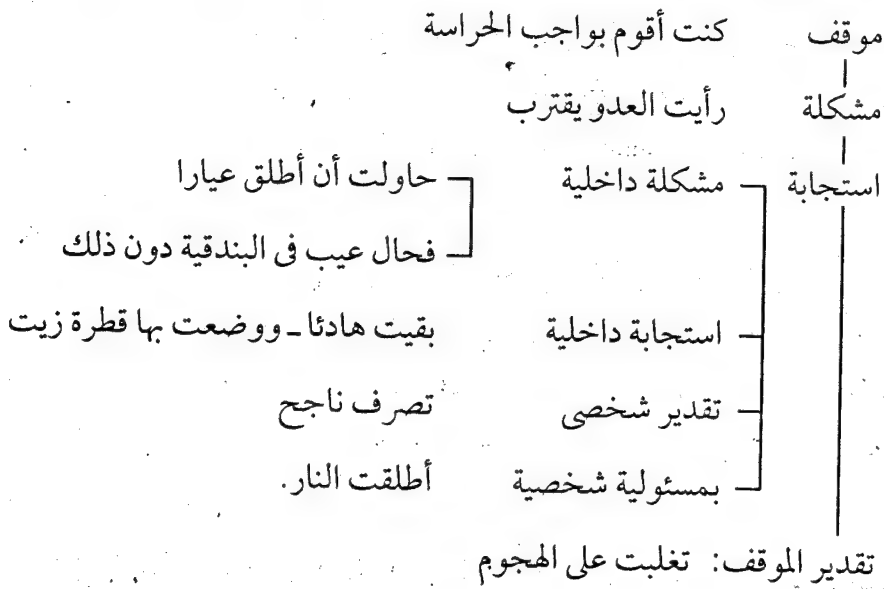 موقف كنت أقوم بواجب الحراسة
مشكلة رأيت العدو يقترب
استجابة مشكلة داخلية حاولت أن أطلق عيارا
فحال عيب فى البندقية دون ذلك
استجابة داخلية بقيت هادئا ـ ووضعت بها قطرة زيت
تقدير شخصى تصرف ناجح
بمسئولية شخصية أطلقت النار.
تقدير الموقف: تغلبت على الهجوم